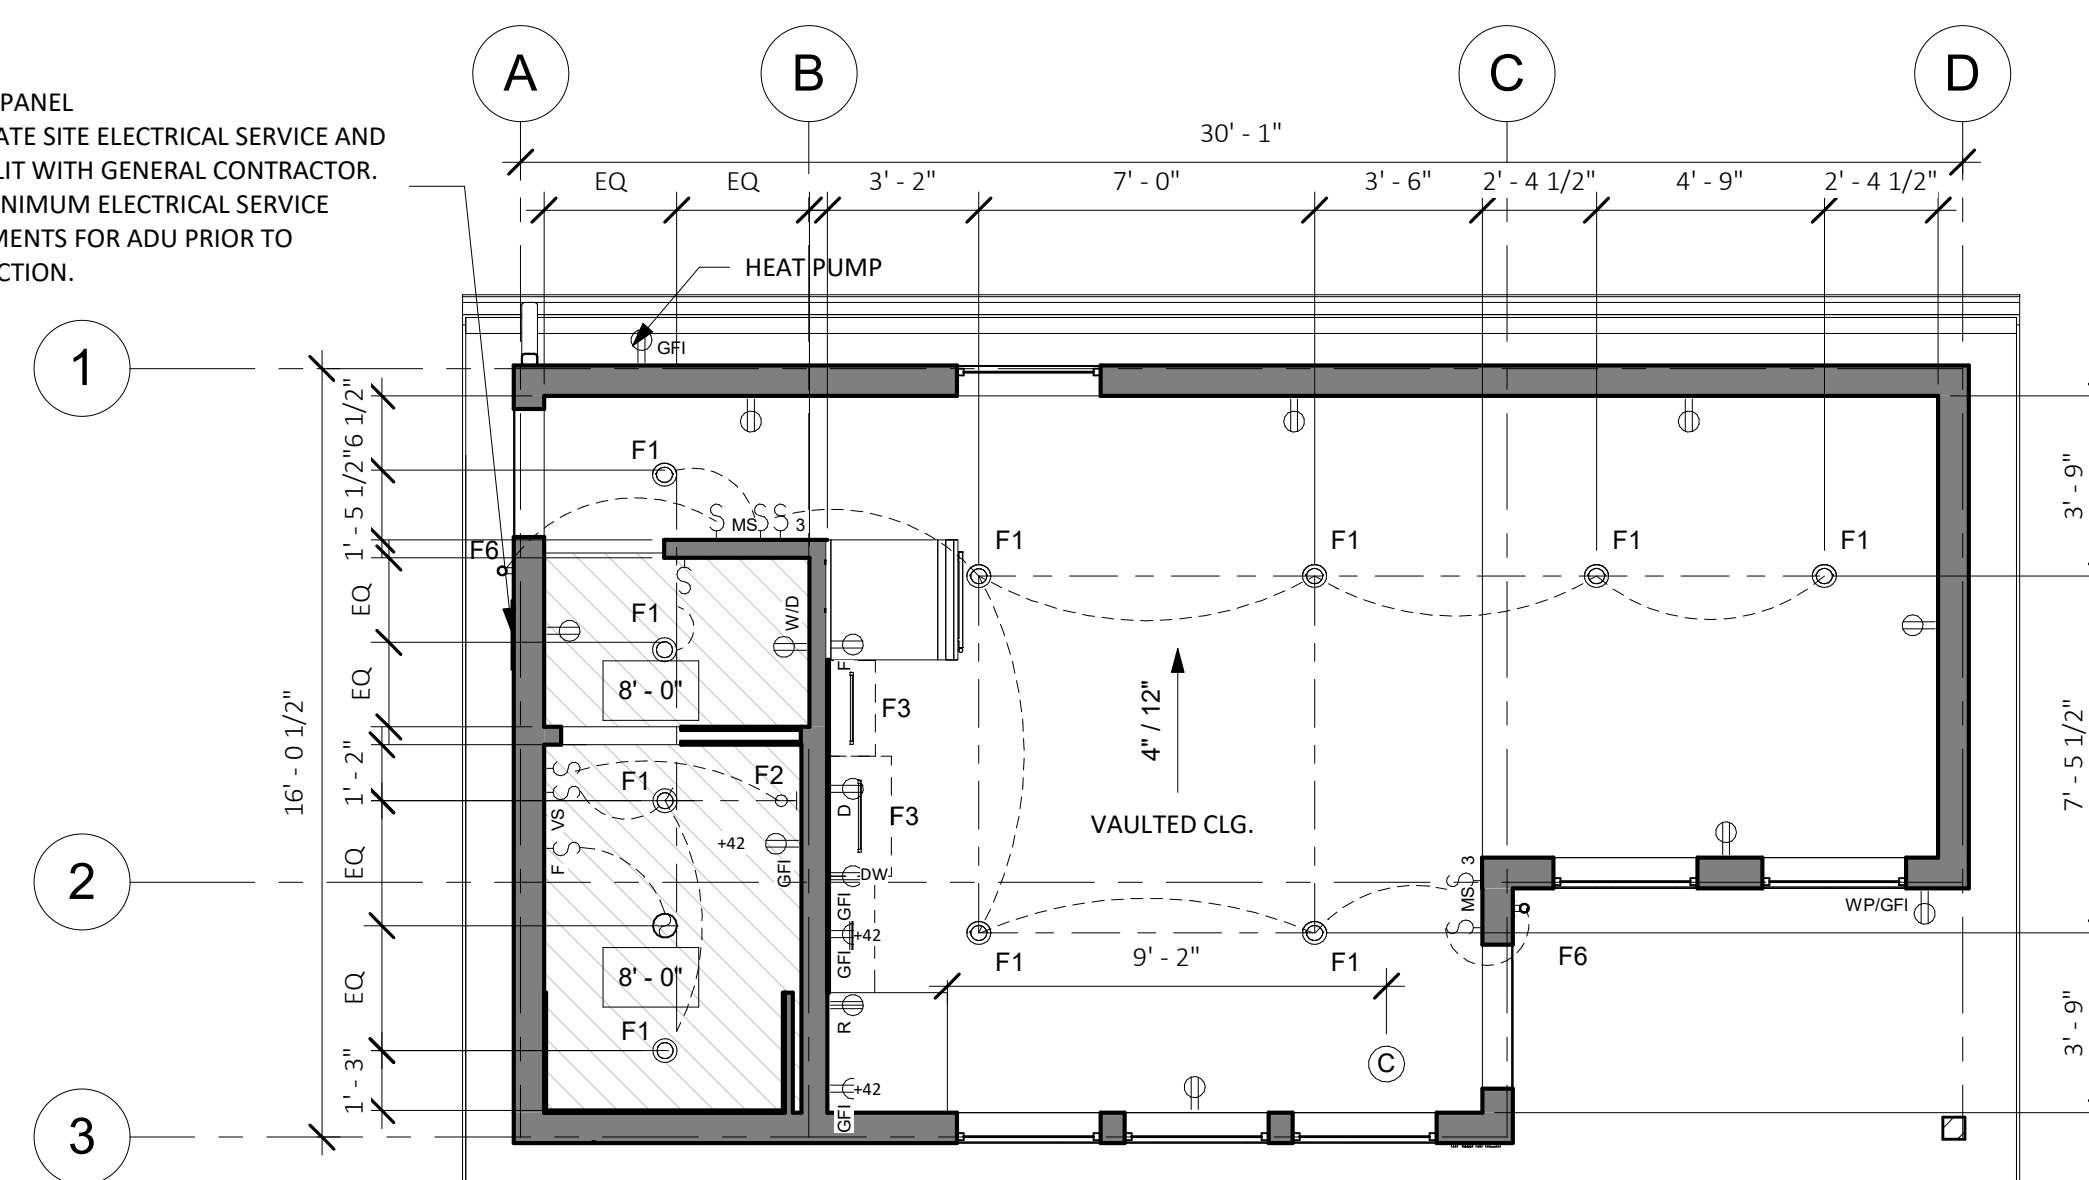 A
B
C
D
PANEL
ATE SITE ELECTRICAL SERVICE AND
LIT WITH GENERAL CONTRACTOR.
NIMUM ELECTRICAL SERVICE
MENTS FOR ADU PRIOR TO
CTION.
30' - 1"
EQ
EQ
3' - 2"
7' - 0"
3' - 6"
2' - 4 1/2"
4' - 9"
2' - 4 1/2"
HEAT PUMP
GFI
1
6 1/2"
1' - 5 1/2"
F1
MS
3
F6
F1
F1
F1
F1
3' - 9"
EQ
F1
W/D
EQ
8' - 0"
F
F3
4" / 12"
16' - 0 1/2"
7' - 5 1/2"
1' - 2"
F1
F2
VS
D
F3
VAULTED CLG.
+42
GFI
F
EQ
DW
2
3
MS
GFI
+42
GFI
WP/GFI
F1
F1
9' - 2"
F6
8' - 0"
EQ
R
F1
C
1' - 3"
+42
GFI
3' - 9"
3